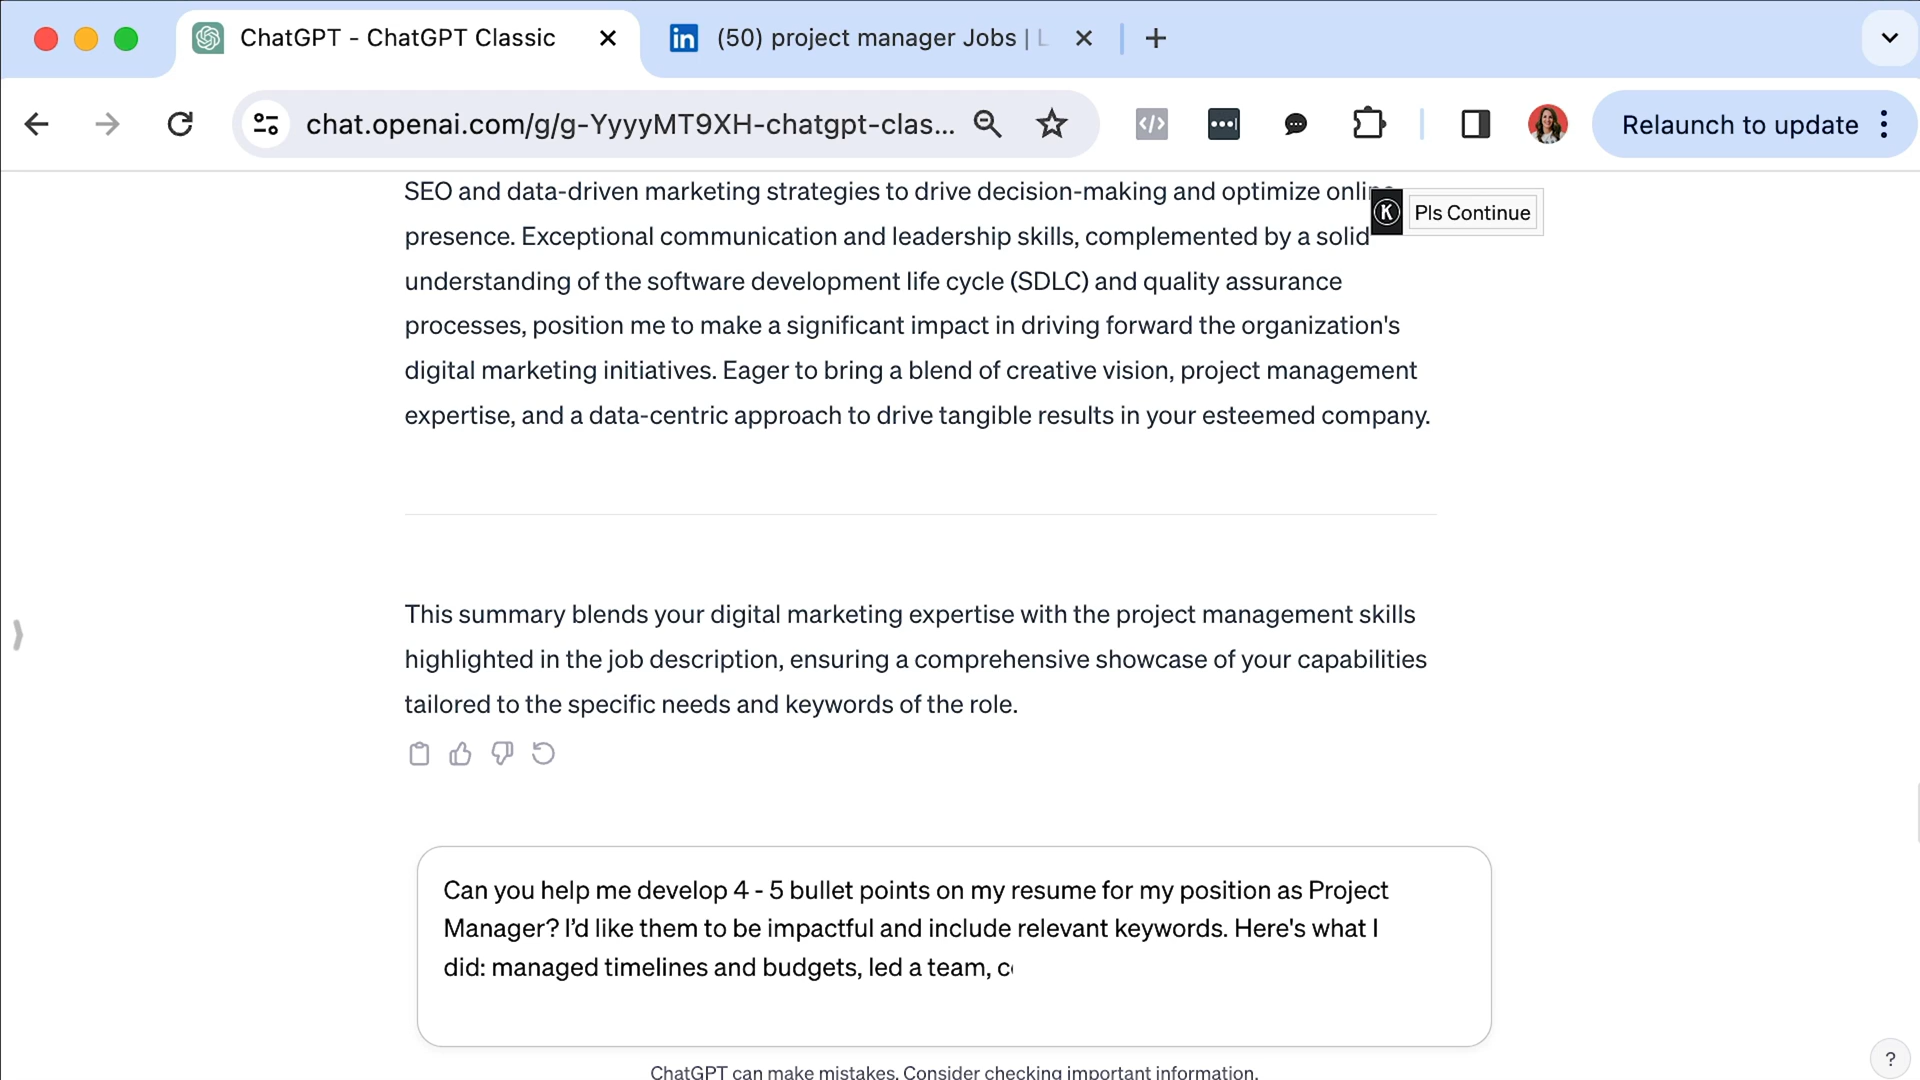 ChatGPT - ChatGPT Classic
(50) project manager Jobs | L
chat.openai.com/g/g-YyyyMT9XH-chatgpt-clas...
Relaunch to update
SEO and data-driven marketing strategies to drive decision-making and optimize online
K Pls Continue
presence. Exceptional communication and leadership skills, complemented by a solid
understanding of the software development life cycle (SDLC) and quality assurance
processes, position me to make a significant impact in driving forward the organization's
digital marketing initiatives. Eager to bring a blend of creative vision, project management
expertise, and a data-centric approach to drive tangible results in your esteemed company.
This summary blends your digital marketing expertise with the project management skills
highlighted in the job description, ensuring a comprehensive showcase of your capabilities
tailored to the specific needs and keywords of the role.
Can you help me develop 4 - 5 bullet points on my resume for my position as Project
Manager? I’d like them to be impactful and include relevant keywords. Here's what I
did: managed timelines and budgets, led a team, c
ChatGPT can make mistakes. Consider checking important information.
?